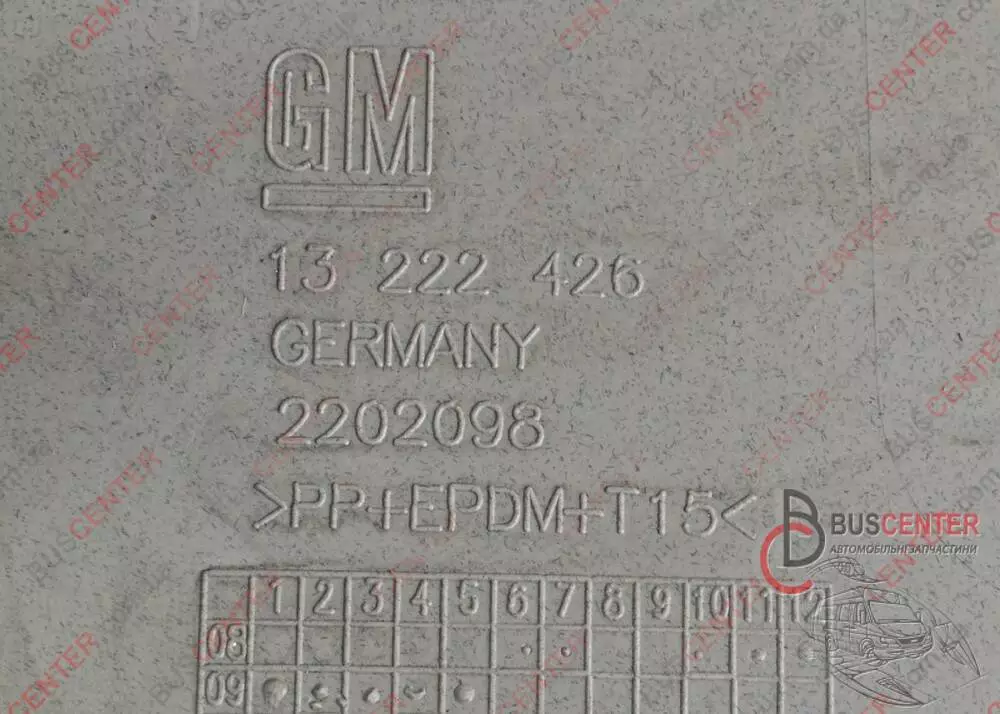 GM
13 222 426
GERMANY
2202098
>PP+EPDM+T15<
BUSCENTER
АВТОМОБІЛЬНІ ЗАПЧАСТИНИ
1 2 3 4 5 6 7 8 9 10 11 12
08
09